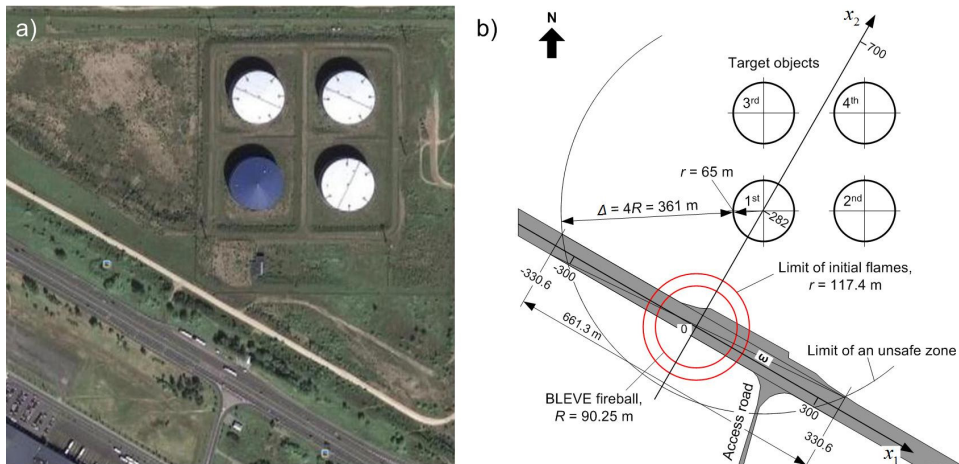 a)
b)
N
x2
700
Target objects
3rd
4th
r = 65 m
1st
2nd
Δ = 4R = 361 m
282
-300
-330.6
Limit of initial flames,
r = 117.4 m
661.3 m
0
ω
Limit of an unsafe zone
BLEVE fireball,
R = 90.25 m
Access road
300
330.6
x1